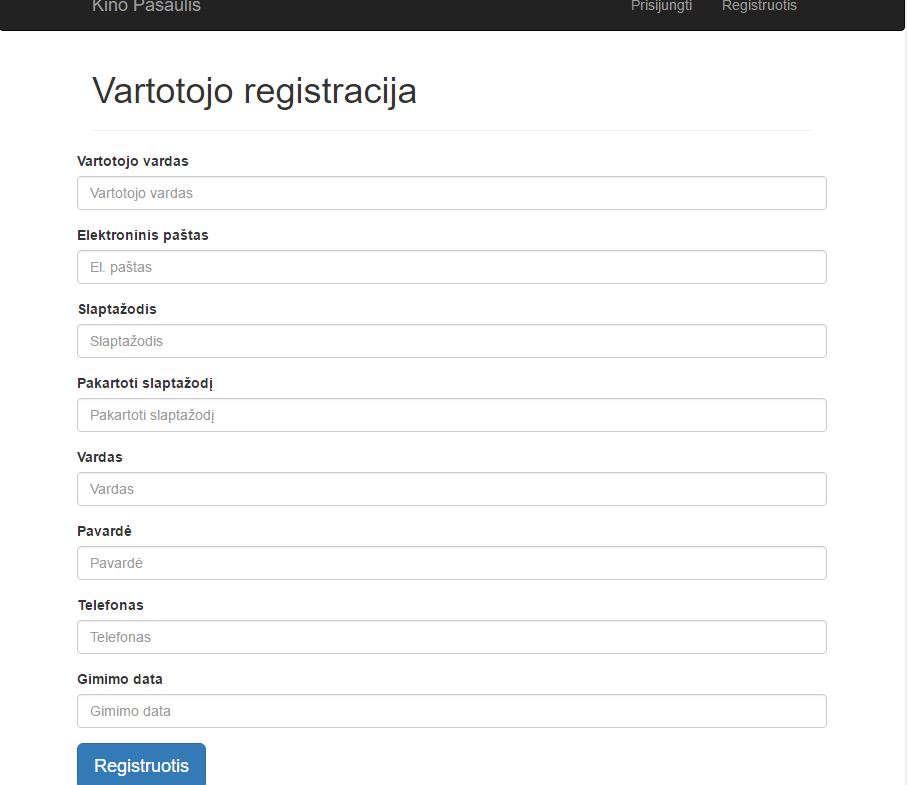 Kino Pasaulis Prisijungti Registruotis
Vartotojo registracija
Vartotojo vardas
Vartotojo vardas
Elektroninis paštas
El. paštas
Slaptažodis
Slaptažodis
Pakartoti slaptažodį
Pakartoti slaptažodį
Vardas
Vardas
Pavardė
Pavardė
Telefonas
Telefonas
Gimimo data
Gimimo data
Registruotis